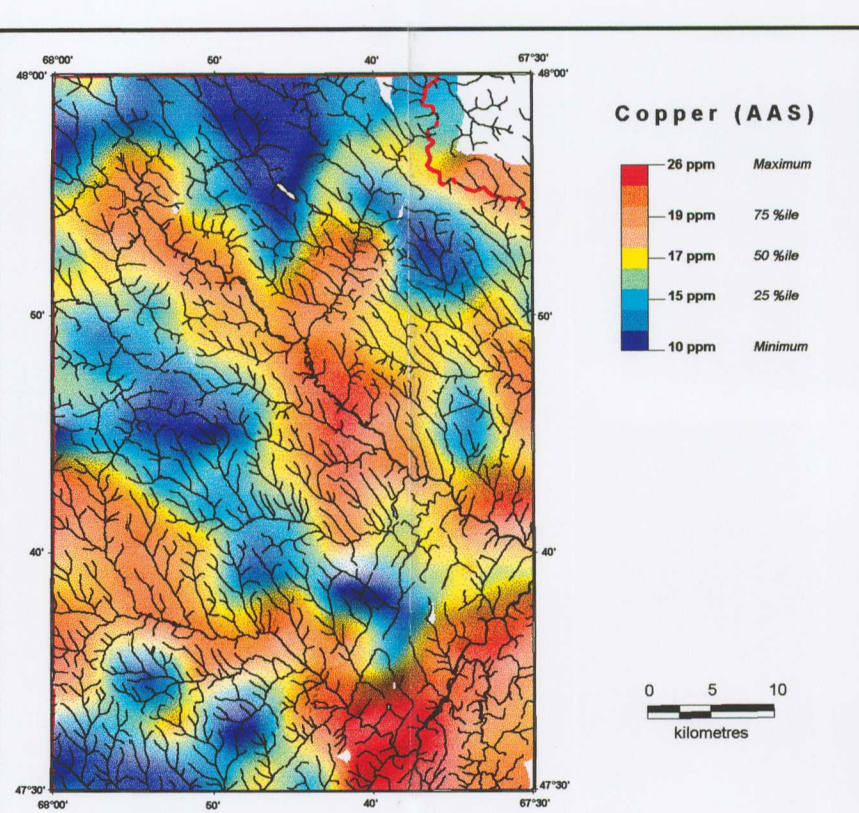 68°00'
50'
40'
67°30'
48°00'
48°00'
Copper (AAS)
26 ppm Maximum
19 ppm 75 %ile
17 ppm 50 %ile
15 ppm 25 %ile
10 ppm Minimum
50'
50'
40'
40'
0 5 10
kilometres
47°30'
47°30'
68°00'
50'
40'
67°30'